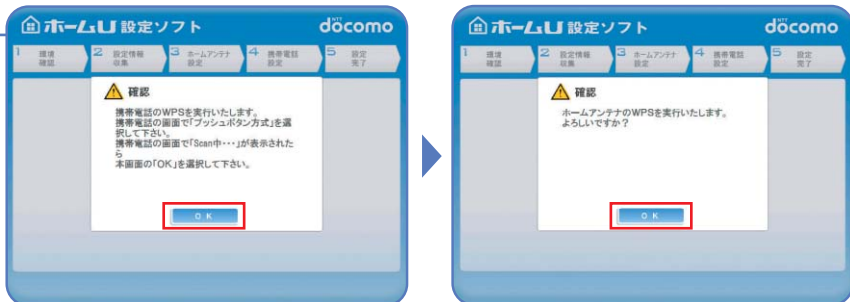 ホームU 設定ソフト
NTT
döcomo
1 環境確認
2 設定情報収集
3 ホームアンテナ設定
4 携帯電話設定
5 設定完了
確認
携帯電話のWPSを実行いたします。
携帯電話の画面で「プッシュボタン方式」を選
択して下さい。
携帯電話の画面で「Scan中・・・」が表示された
ら
本画面の「OK」を選択して下さい。
OK
ホームU 設定ソフト
NTT
döcomo
1 環境確認
2 設定情報収集
3 ホームアンテナ設定
4 携帯電話設定
5 設定完了
確認
ホームアンテナのWPSを実行いたします。
よろしいですか?
OK